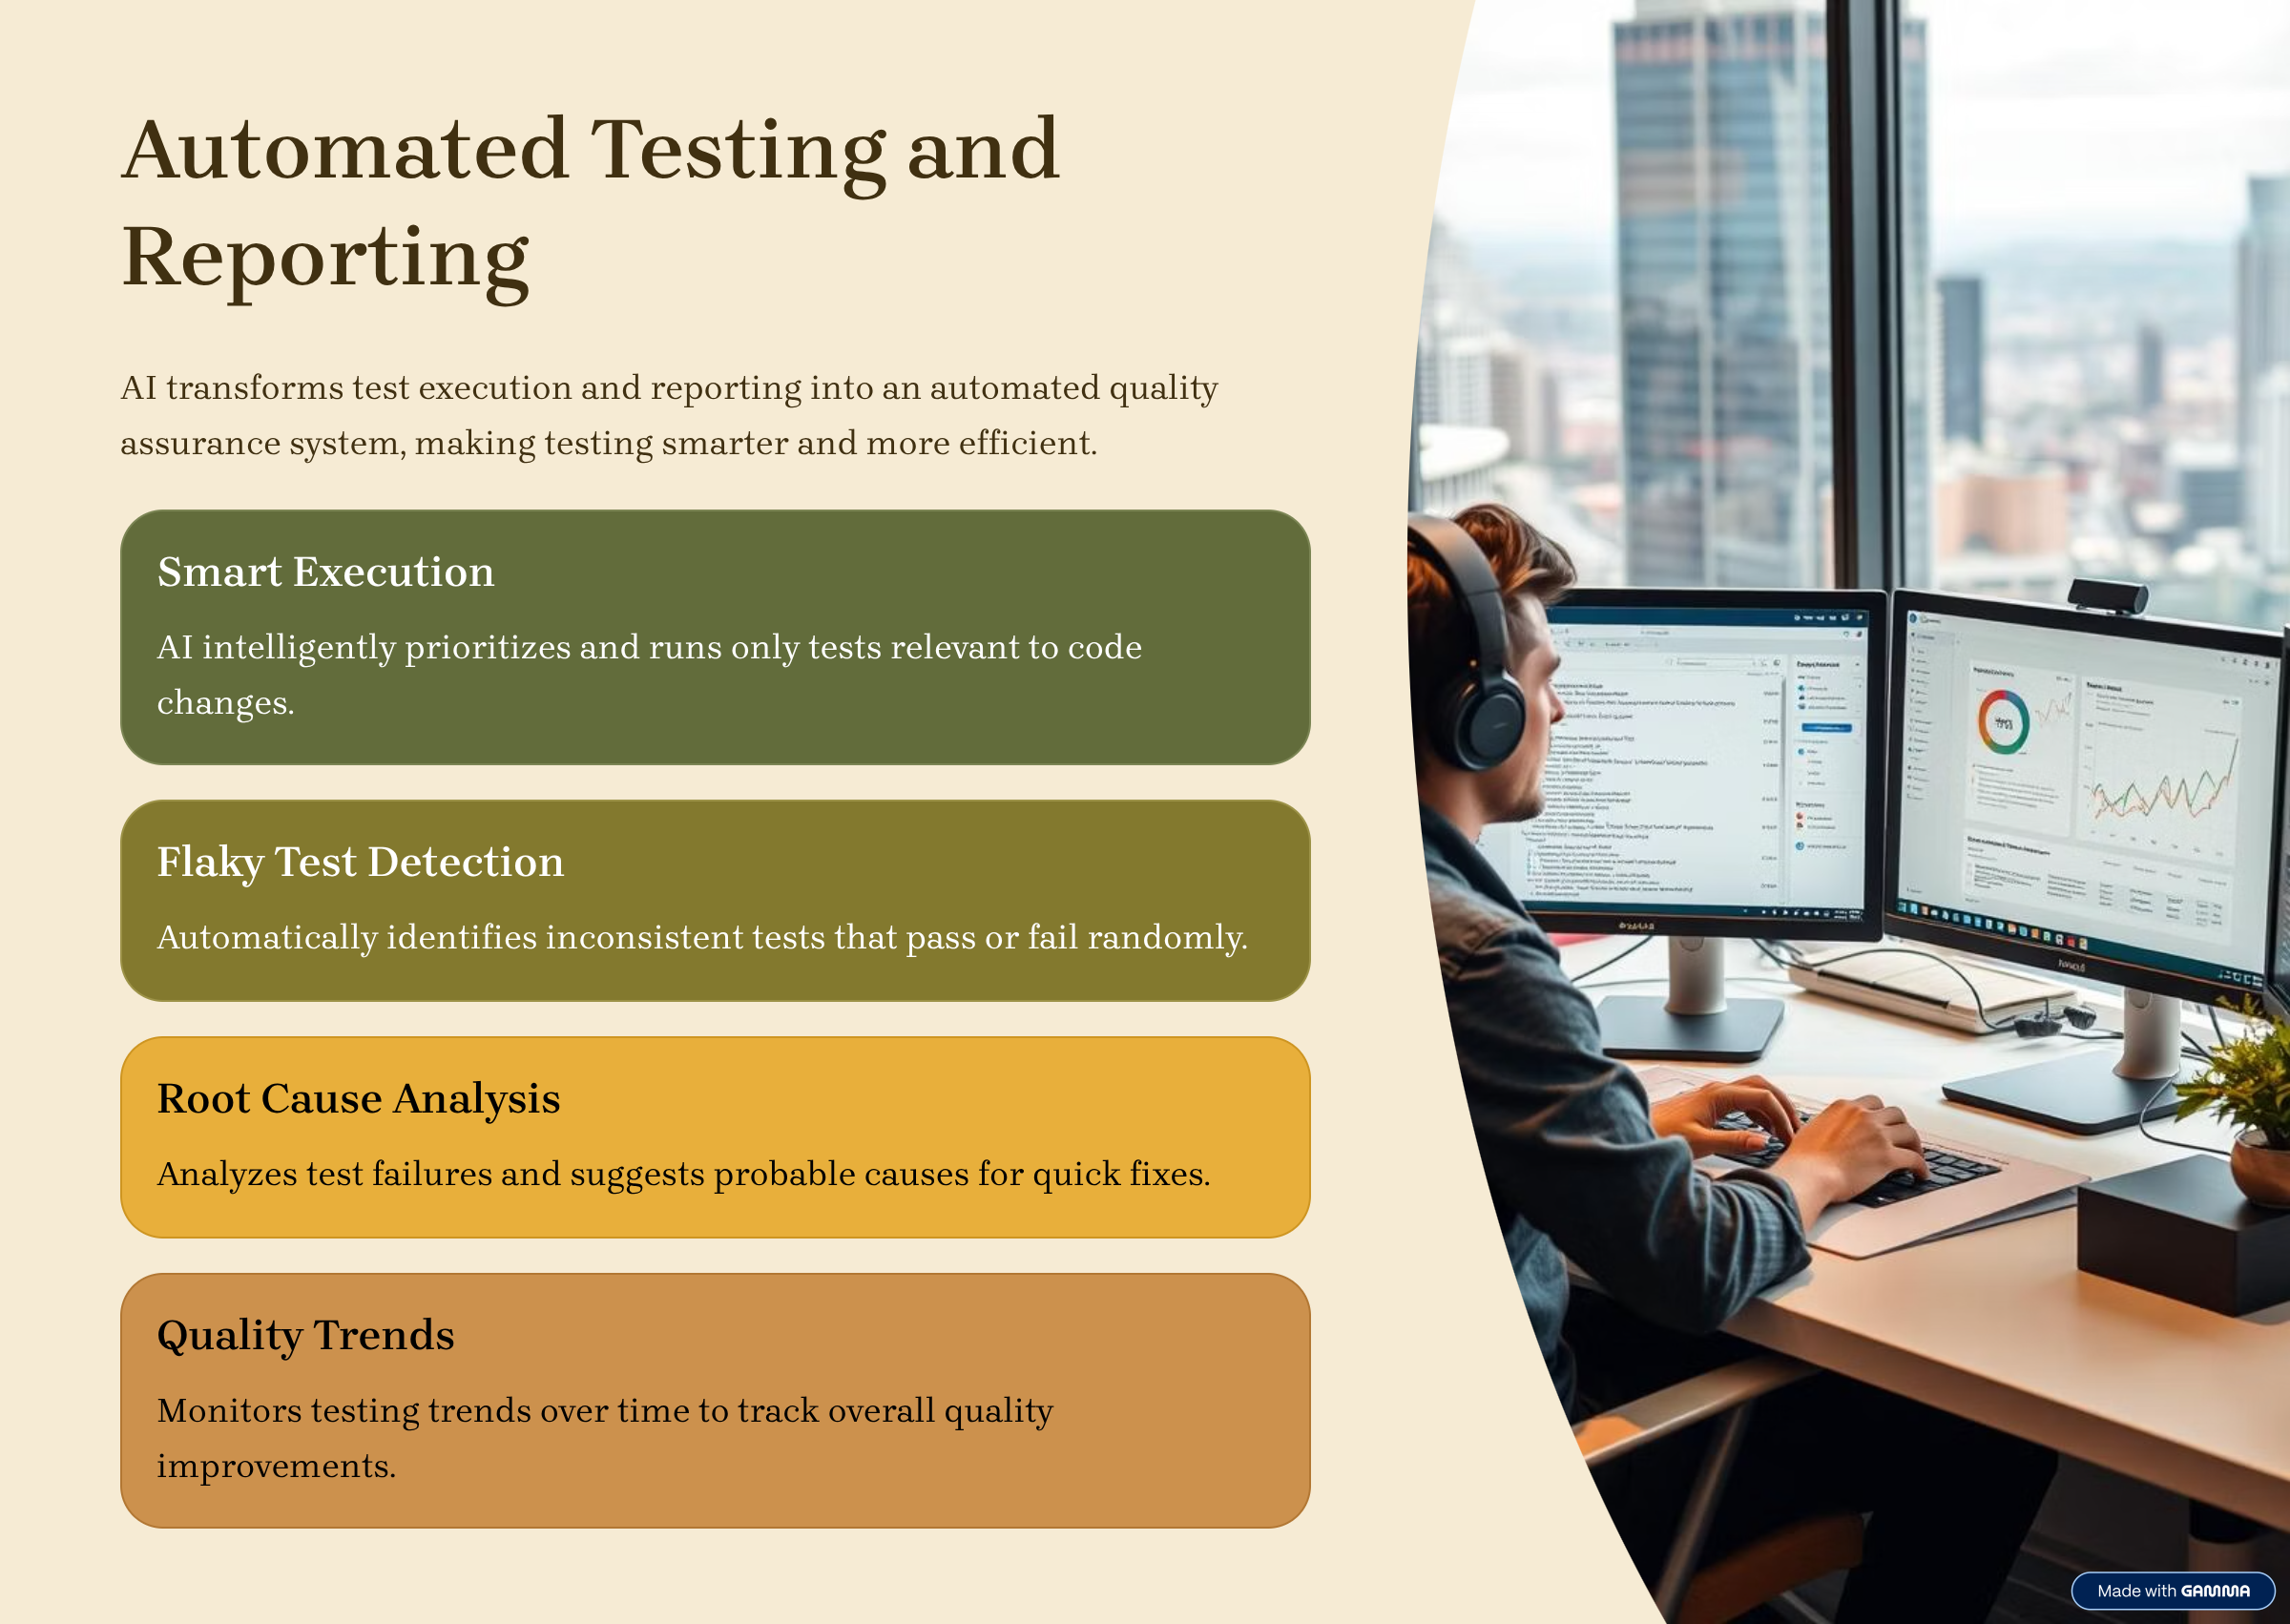 Automated Testing and
Reporting
AI transforms test execution and reporting into an automated quality
assurance system, making testing smarter and more efficient.
Smart Execution
AI intelligently prioritizes and runs only tests relevant to code
changes.
Flaky Test Detection
Automatically identifies inconsistent tests that pass or fail randomly.
Root Cause Analysis
Analyzes test failures and suggests probable causes for quick fixes.
Quality Trends
Monitors testing trends over time to track overall quality
improvements.
Made with GAMMA